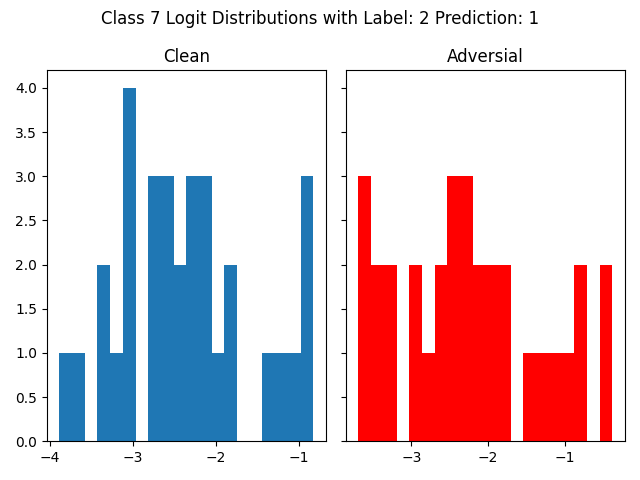 Class 7 Logit Distributions with Label: 2 Prediction: 1
Clean
Adversial
4.0
3.5
3.0
2.5
2.0
1.5
1.0
0.5
0.0
−4 −3 −2 −1
−3 −2 −1